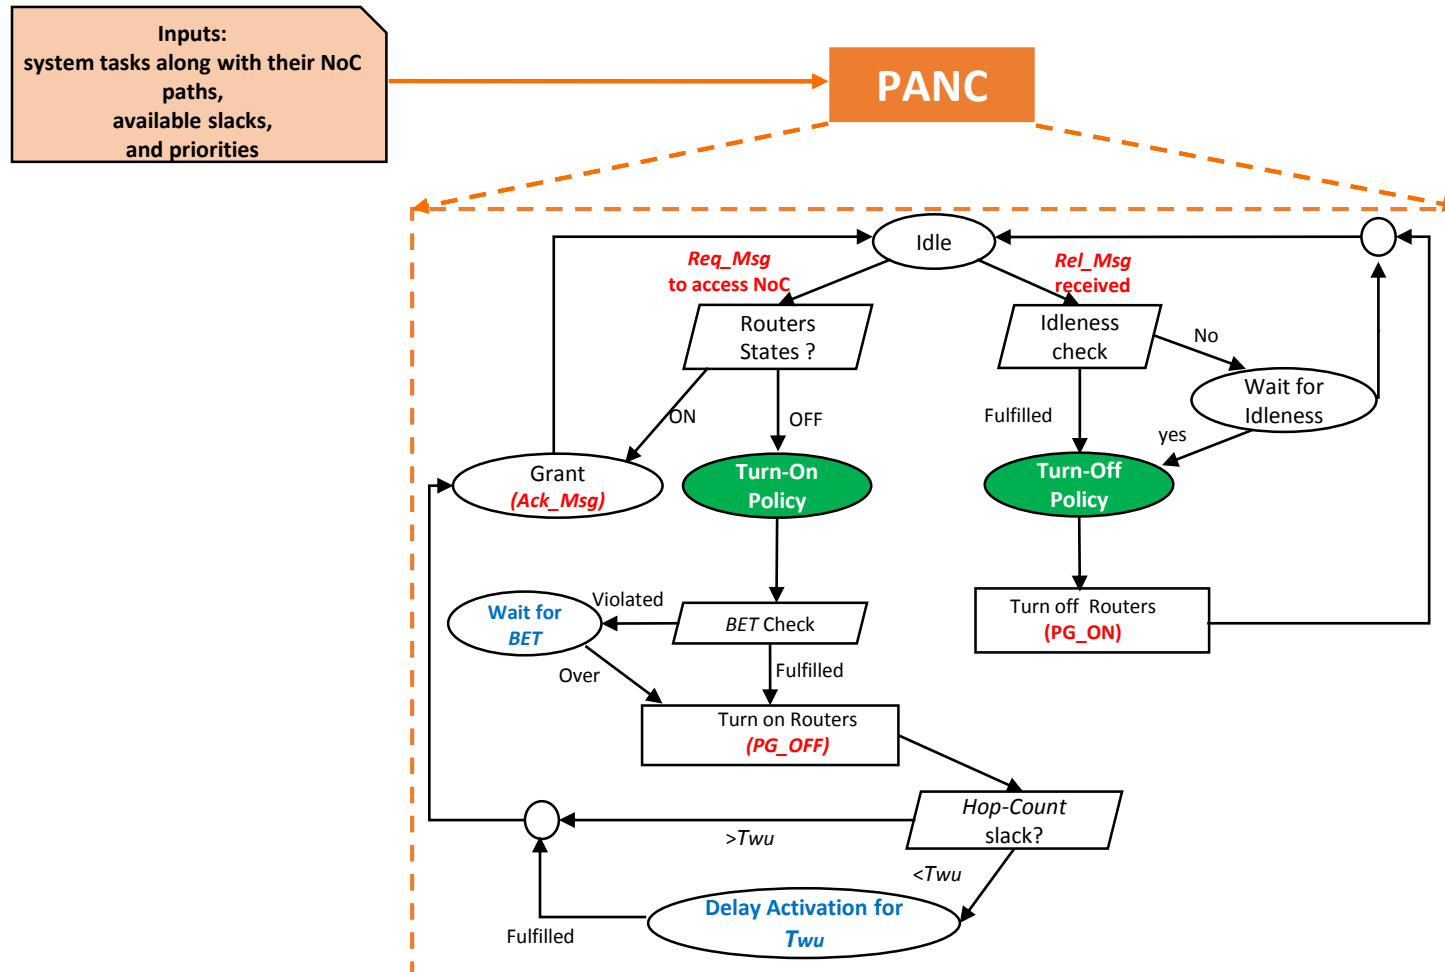 Inputs:
system tasks along with their NoC
paths,
available slacks,
and priorities
PANC
Idle
Req_Msg
to access NoC
Rel_Msg
received
Routers
States ?
Idleness
check
No
Wait for
Idleness
ON
OFF
Fulfilled
yes
Grant
(Ack_Msg)
Turn-On
Policy
Turn-Off
Policy
Wait for
BET
Violated
BET Check
Turn off Routers
(PG_ON)
Over
Fulfilled
Turn on Routers
(PG_OFF)
Hop-Count
slack?
>Twu
<Twu
Delay Activation for
Twu
Fulfilled